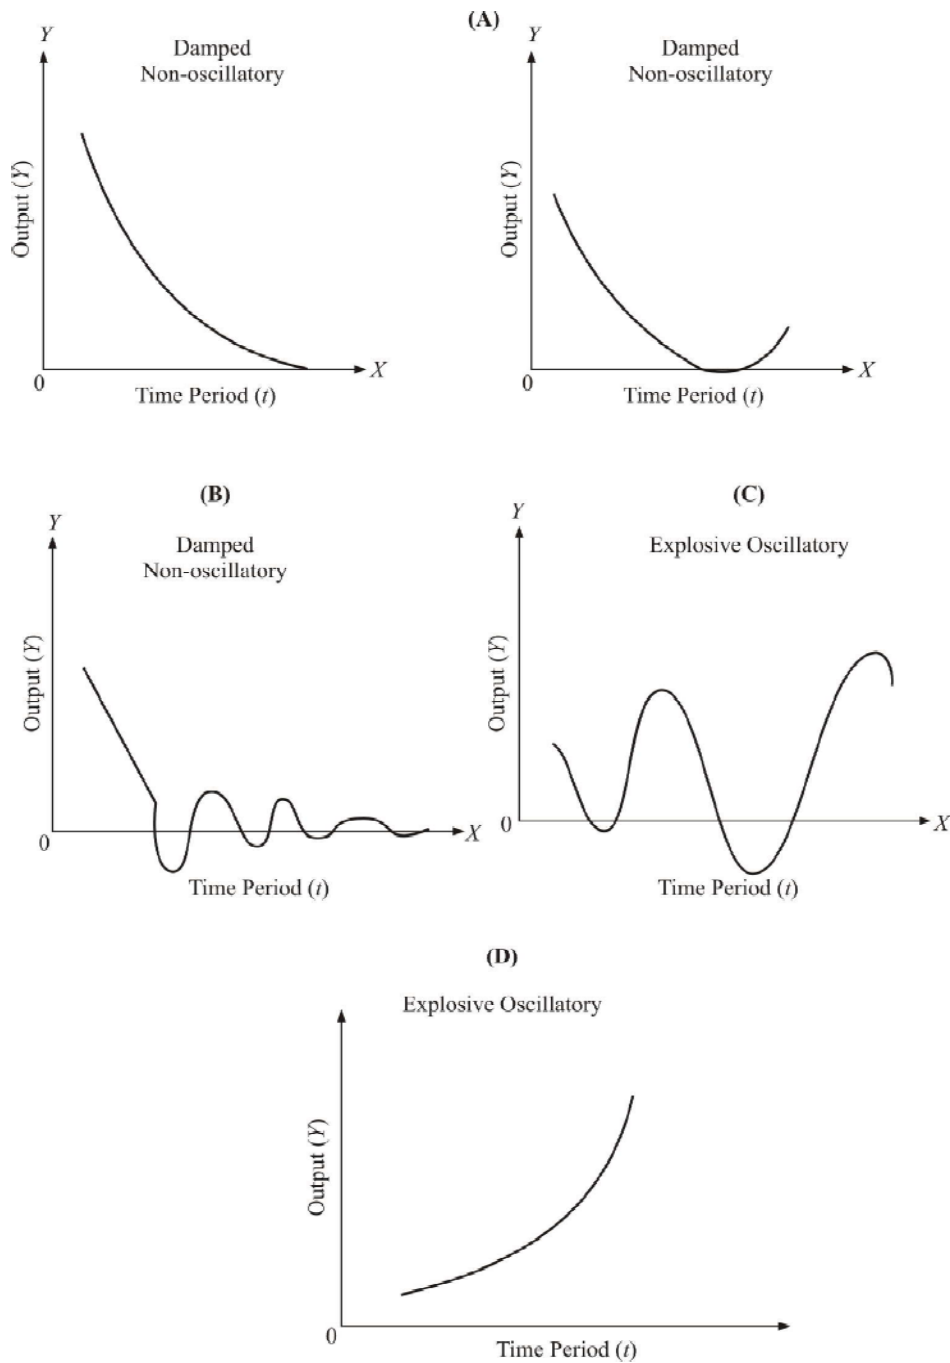 (A)
Y
Damped
Non-oscillatory
Output (Y)
0
X
Time Period (t)
Y
Damped
Non-oscillatory
Output (Y)
0
X
Time Period (t)
(B)
Y
Damped
Non-oscillatory
Output (Y)
0
X
Time Period (t)
(C)
Y
Explosive Oscillatory
Output (Y)
0
X
Time Period (t)
(D)
Explosive Oscillatory
Output (Y)
0
Time Period (t)